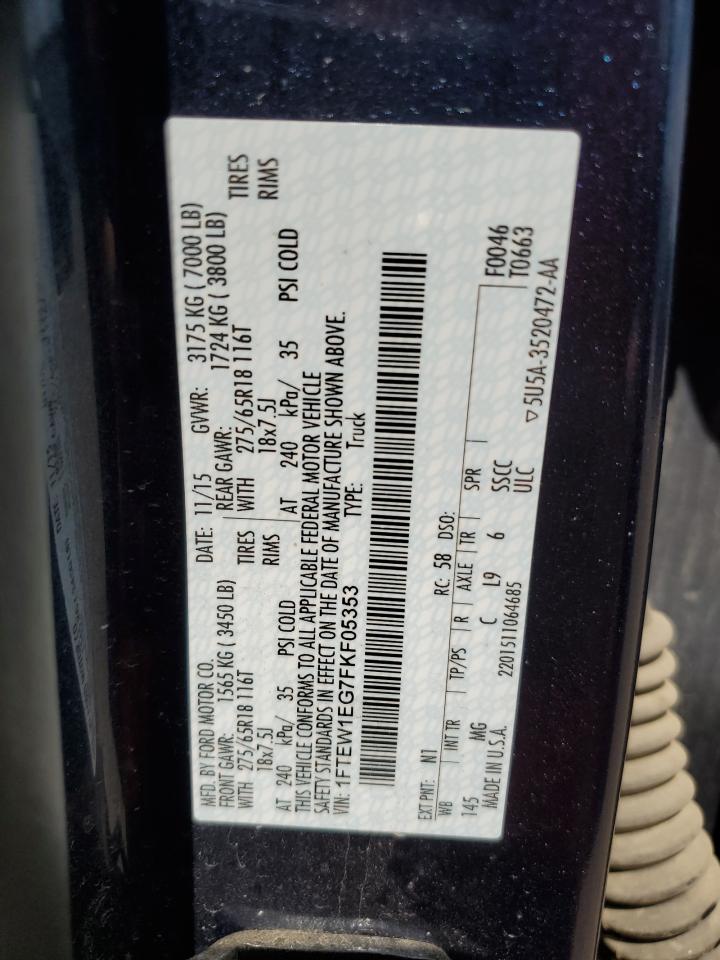 MFD. BY FORD MOTOR CO. DATE: 11/15 GVWR: 3175 KG ( 7000 LB)
FRONT GAWR: 1565 KG ( 3450 LB) REAR GAWR: 1724 KG ( 3800 LB)
WITH 275/65R18 116T TIRES WITH 275/65R18 116T TIRES
18x7.5J RIMS 18x7.5J RIMS
AT 240 kPa/ 35 PSI COLD AT 240 kPa/ 35 PSI COLD
THIS VEHICLE CONFORMS TO ALL APPLICABLE FEDERAL MOTOR VEHICLE
SAFETY STANDARDS IN EFFECT ON THE DATE OF MANUFACTURE SHOWN ABOVE.
VIN: 1FTEW1EG7FKF05353 TYPE: Truck
EXT PNT: N1 RC: 58 DSO:
WB INT TR TP/PS R AXLE TR SPR F0046
145 MG C L9 6 SSCC T0663
MADE IN U.S.A. 2201511064685 ULC
▽5U5A-3520472-AA